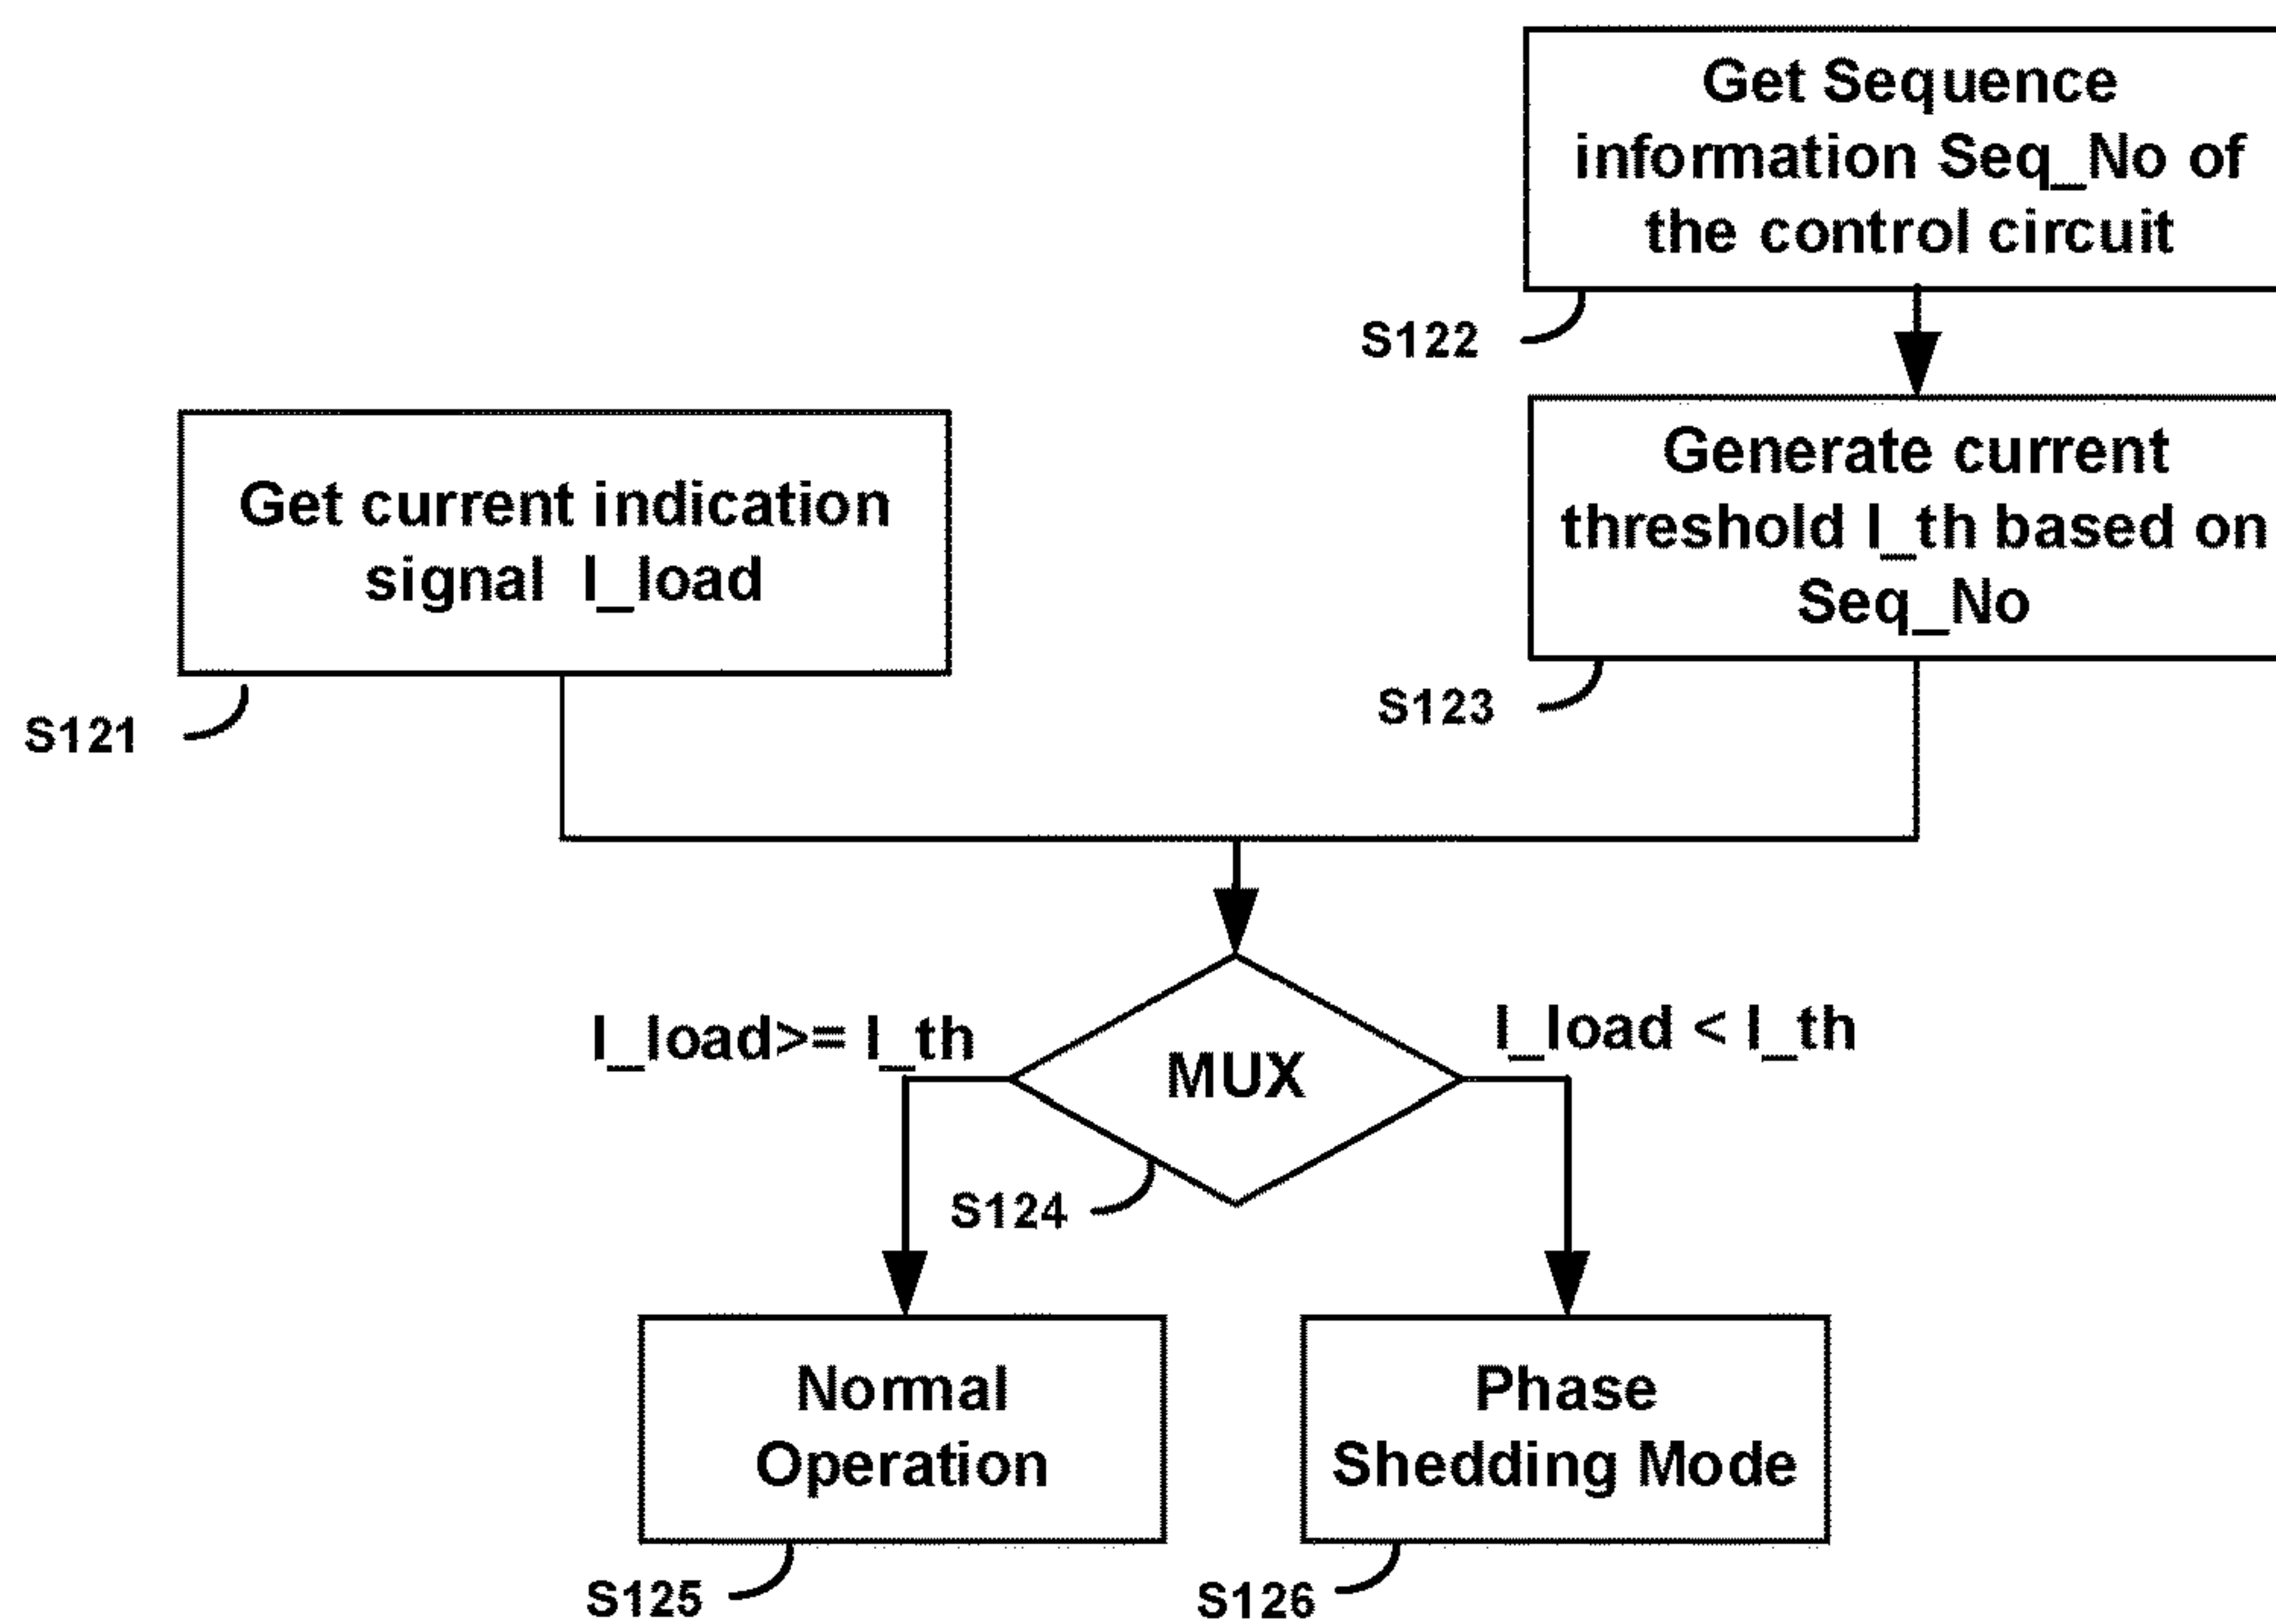 Get Sequence
information Seq_No of
the control circuit
S122
Get current indication
signal I_load
S121
Generate current
threshold I_th based on
Seq_No
S123
I_load>= I_th
MUX
I_load < I_th
S124
Normal
Operation
S125
Phase
Shedding Mode
S126